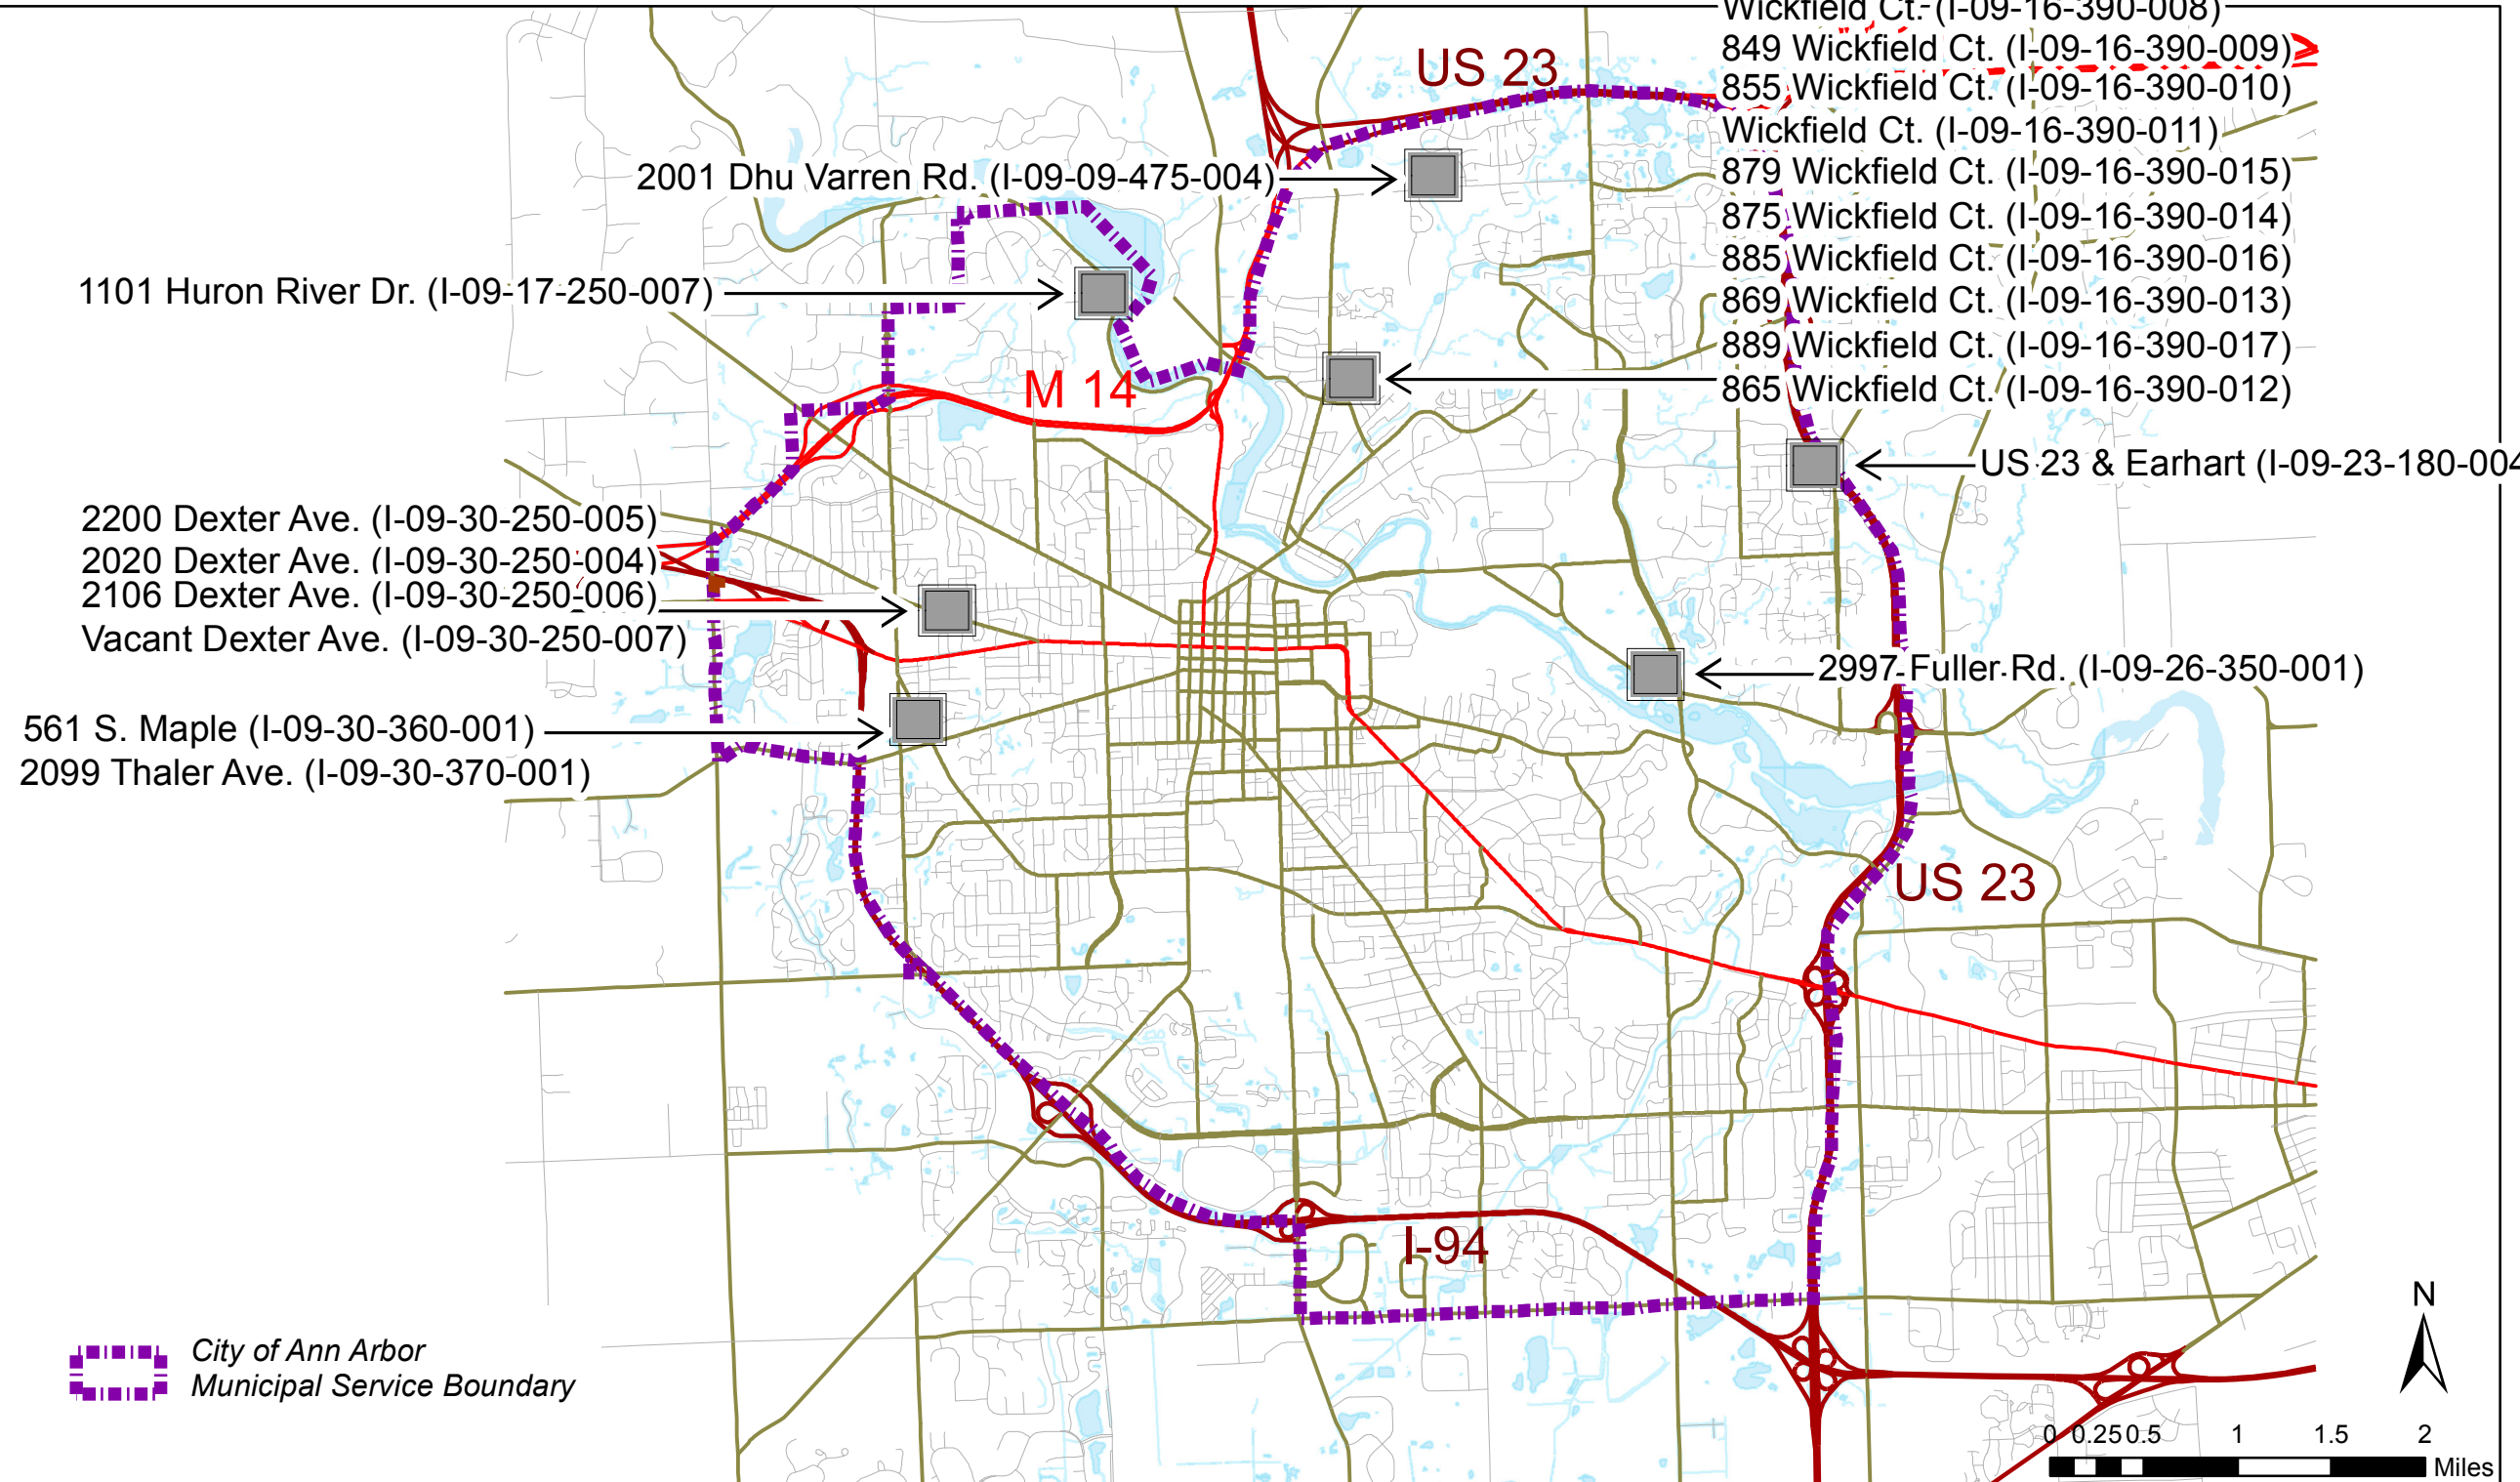 Wickfield Ct. (I-09-16-390-008)
849 Wickfield Ct. (I-09-16-390-009)
855 Wickfield Ct. (I-09-16-390-010)
Wickfield Ct. (I-09-16-390-011)
879 Wickfield Ct. (I-09-16-390-015)
875 Wickfield Ct. (I-09-16-390-014)
885 Wickfield Ct. (I-09-16-390-016)
869 Wickfield Ct. (I-09-16-390-013)
889 Wickfield Ct. (I-09-16-390-017)
865 Wickfield Ct. (I-09-16-390-012)
US 23
2001 Dhu Varren Rd. (I-09-09-475-004)
1101 Huron River Dr. (I-09-17-250-007)
M 14
US 23 & Earhart (I-09-23-180-004
2200 Dexter Ave. (I-09-30-250-005)
2020 Dexter Ave. (I-09-30-250-004)
2106 Dexter Ave. (I-09-30-250-006)
Vacant Dexter Ave. (I-09-30-250-007)
2997 Fuller Rd. (I-09-26-350-001)
561 S. Maple (I-09-30-360-001)
2099 Thaler Ave. (I-09-30-370-001)
US 23
I-94
City of Ann Arbor
Municipal Service Boundary
N
0 0.25 0.5 1 1.5 2
Miles